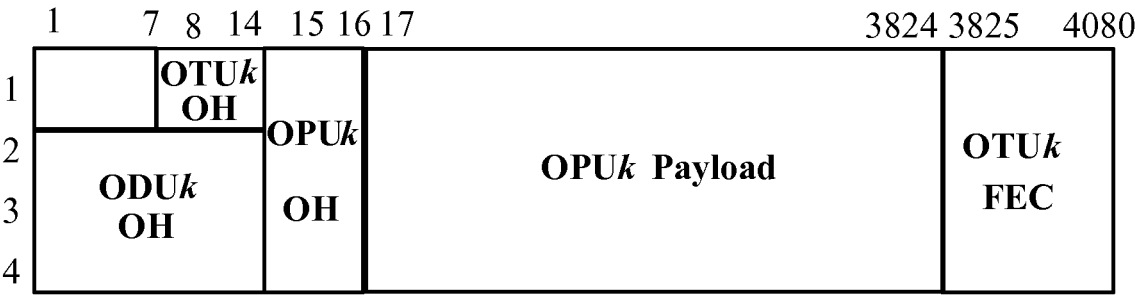 1 7 8 14 15 16 17 3824 3825 4080
1 OTUk
OH
2 OPUk
ODUk OPUk Payload OTUk
3 OH FEC
OH
4